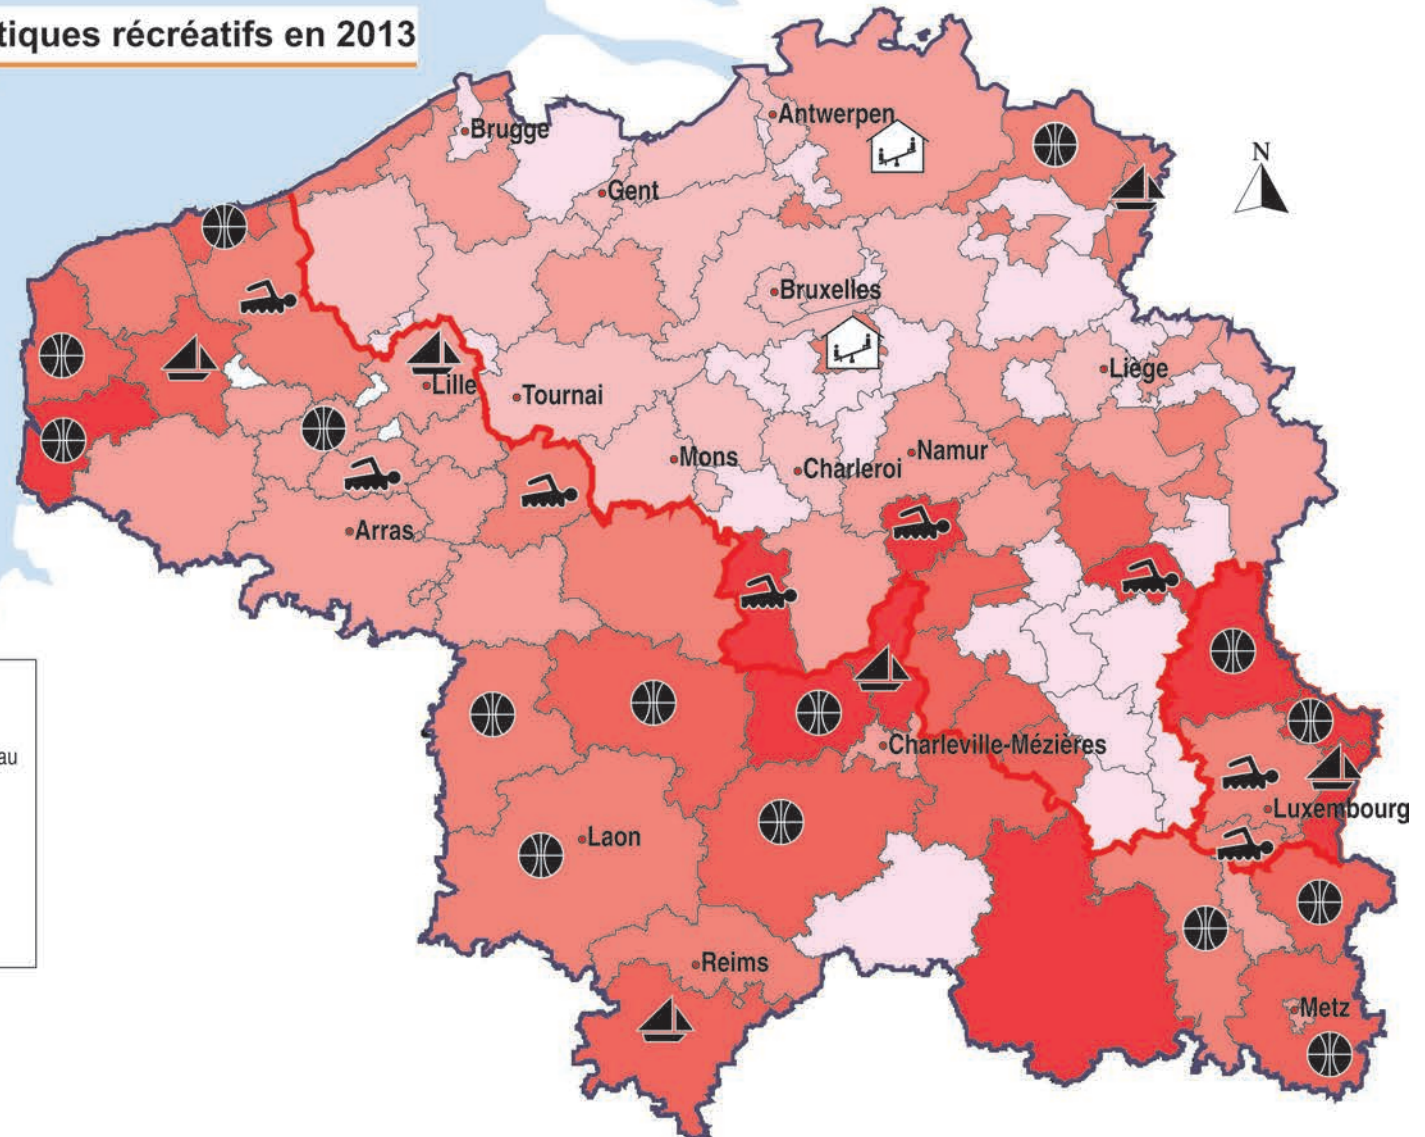 tiques récréatifs en 2013
Antwerpen
Brugge
N
Gent
Bruxelles
Liège
Lille
Tournai
Mons
Namur
Charleroi
Arras
Charleville-Mézières
au
Luxembourg
Laon
Reims
Metz